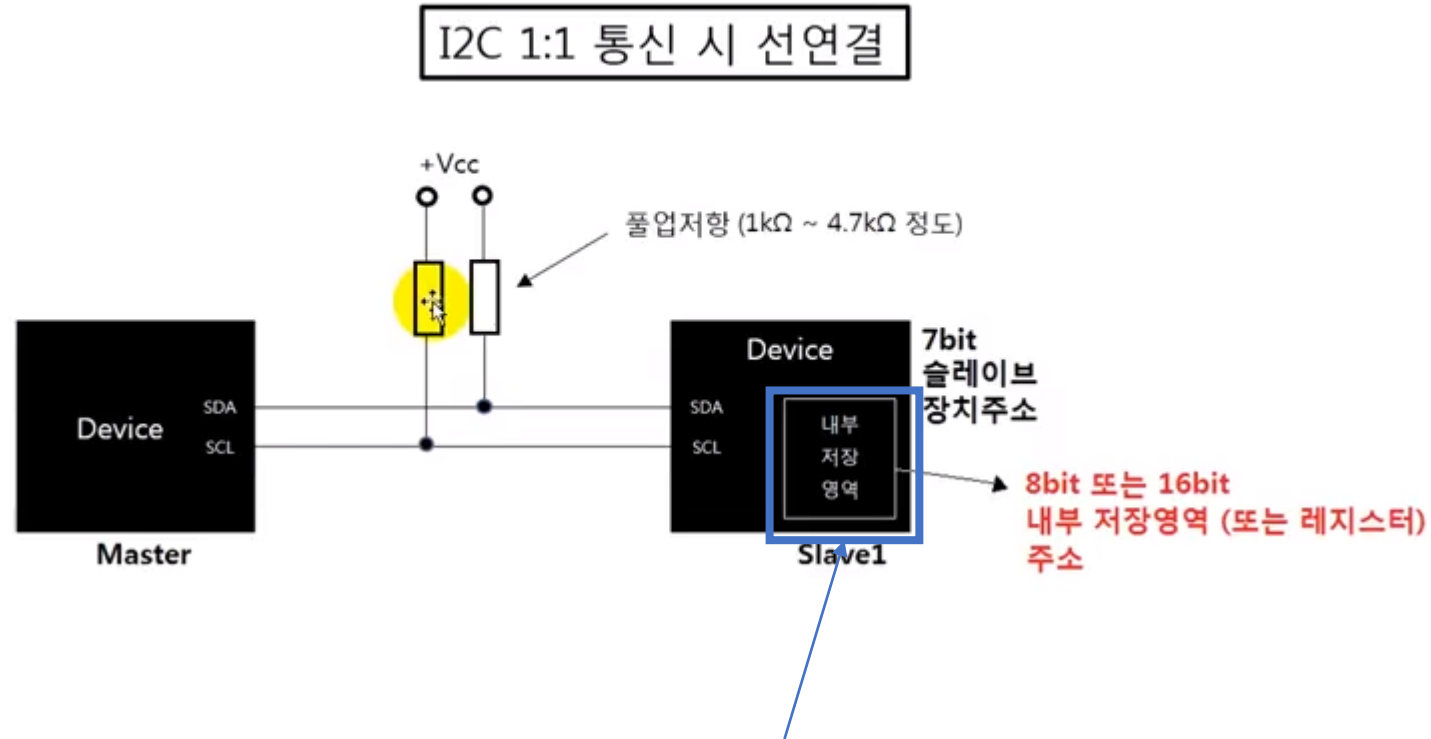 I2C 1:1 통신 시 선연결
+Vcc
풀업저항 (1kΩ ~ 4.7kΩ 정도)
Device
SDA
SCL
Master
Device
SDA
SCL
내부
저장
영역
Slave1
7bit
슬레이브
장치주소
8bit 또는 16bit
내부 저장영역 (또는 레지스터)
주소